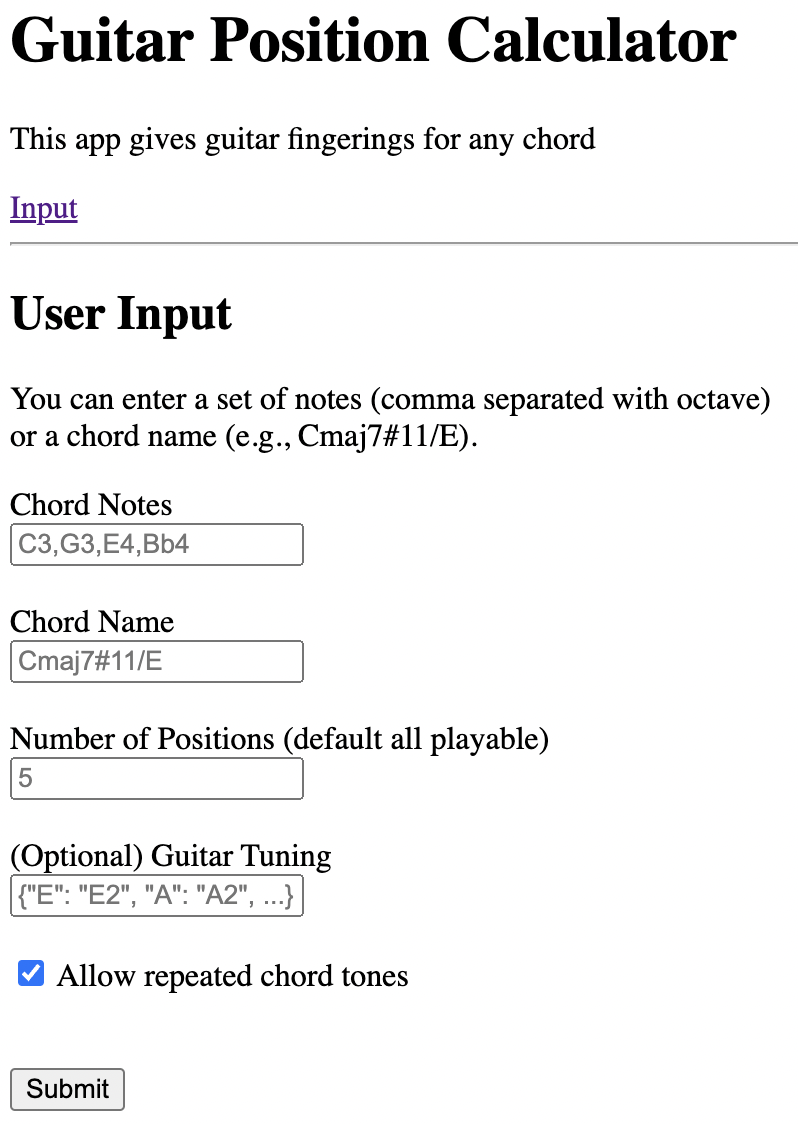 Guitar Position Calculator
This app gives guitar fingerings for any chord
Input
User Input
You can enter a set of notes (comma separated with octave)
or a chord name (e.g., Cmaj7#11/E).
Chord Notes
C3,G3,E4,Bb4
Chord Name
Cmaj7#11/E
Number of Positions (default all playable)
5
(Optional) Guitar Tuning
{"E": "E2", "A": "A2", ...}
Allow repeated chord tones
Submit